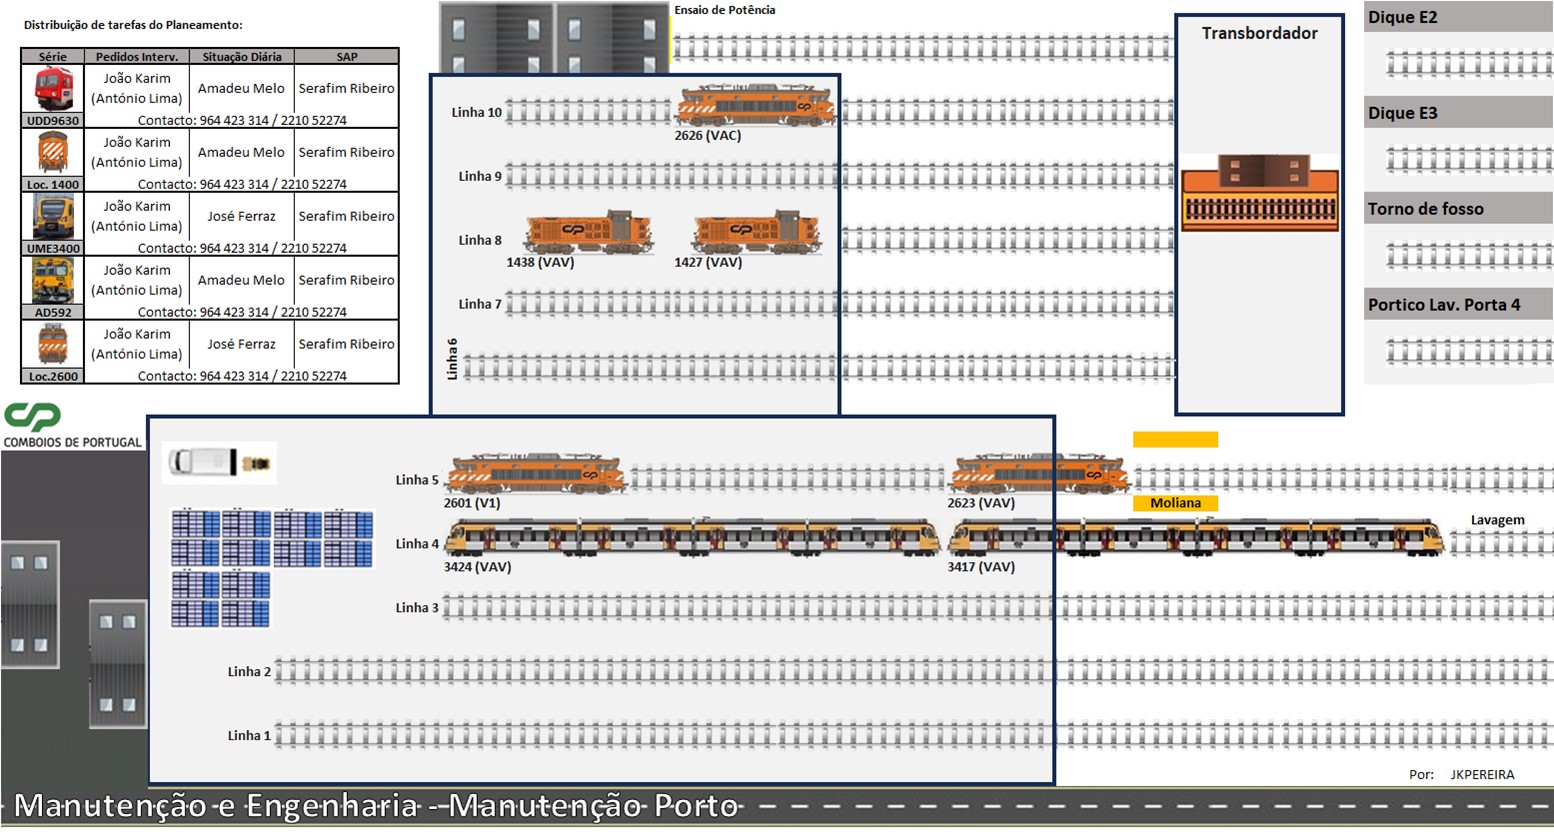 Distribuição de tarefas do Planeamento:
Série Pedidos Interv. Situação Diária SAP
João Karim
(António Lima) Amadeu Melo Serafim Ribeiro
UDD9630 Contacto: 964 423 314 / 2210 52274
João Karim
(António Lima) Amadeu Melo Serafim Ribeiro
Loc. 1400 Contacto: 964 423 314 / 2210 52274
João Karim
(António Lima) José Ferraz Serafim Ribeiro
UME3400 Contacto: 964 423 314 / 2210 52274
João Karim
(António Lima) Amadeu Melo Serafim Ribeiro
AD592 Contacto: 964 423 314 / 2210 52274
João Karim
(António Lima) José Ferraz Serafim Ribeiro
Loc.2600 Contacto: 964 423 314 / 2210 52274
COMBOIOS DE PORTUGAL
Ensaio de Potência
Linha 10
2626 (VAC)
Linha 9
Linha 8
1438 (VAV) 1427 (VAV)
Linha 7
Linha 6
Transbordador
Dique E2
Dique E3
Torno de fosso
Portico Lav. Porta 4
Linha 5
2601 (V1) 2623 (VAV) Moliana
Linha 4 Lavagem
3424 (VAV) 3417 (VAV)
Linha 3
Linha 2
Linha 1
Por: JKPEREIRA
Manutenção e Engenharia - Manutenção Porto